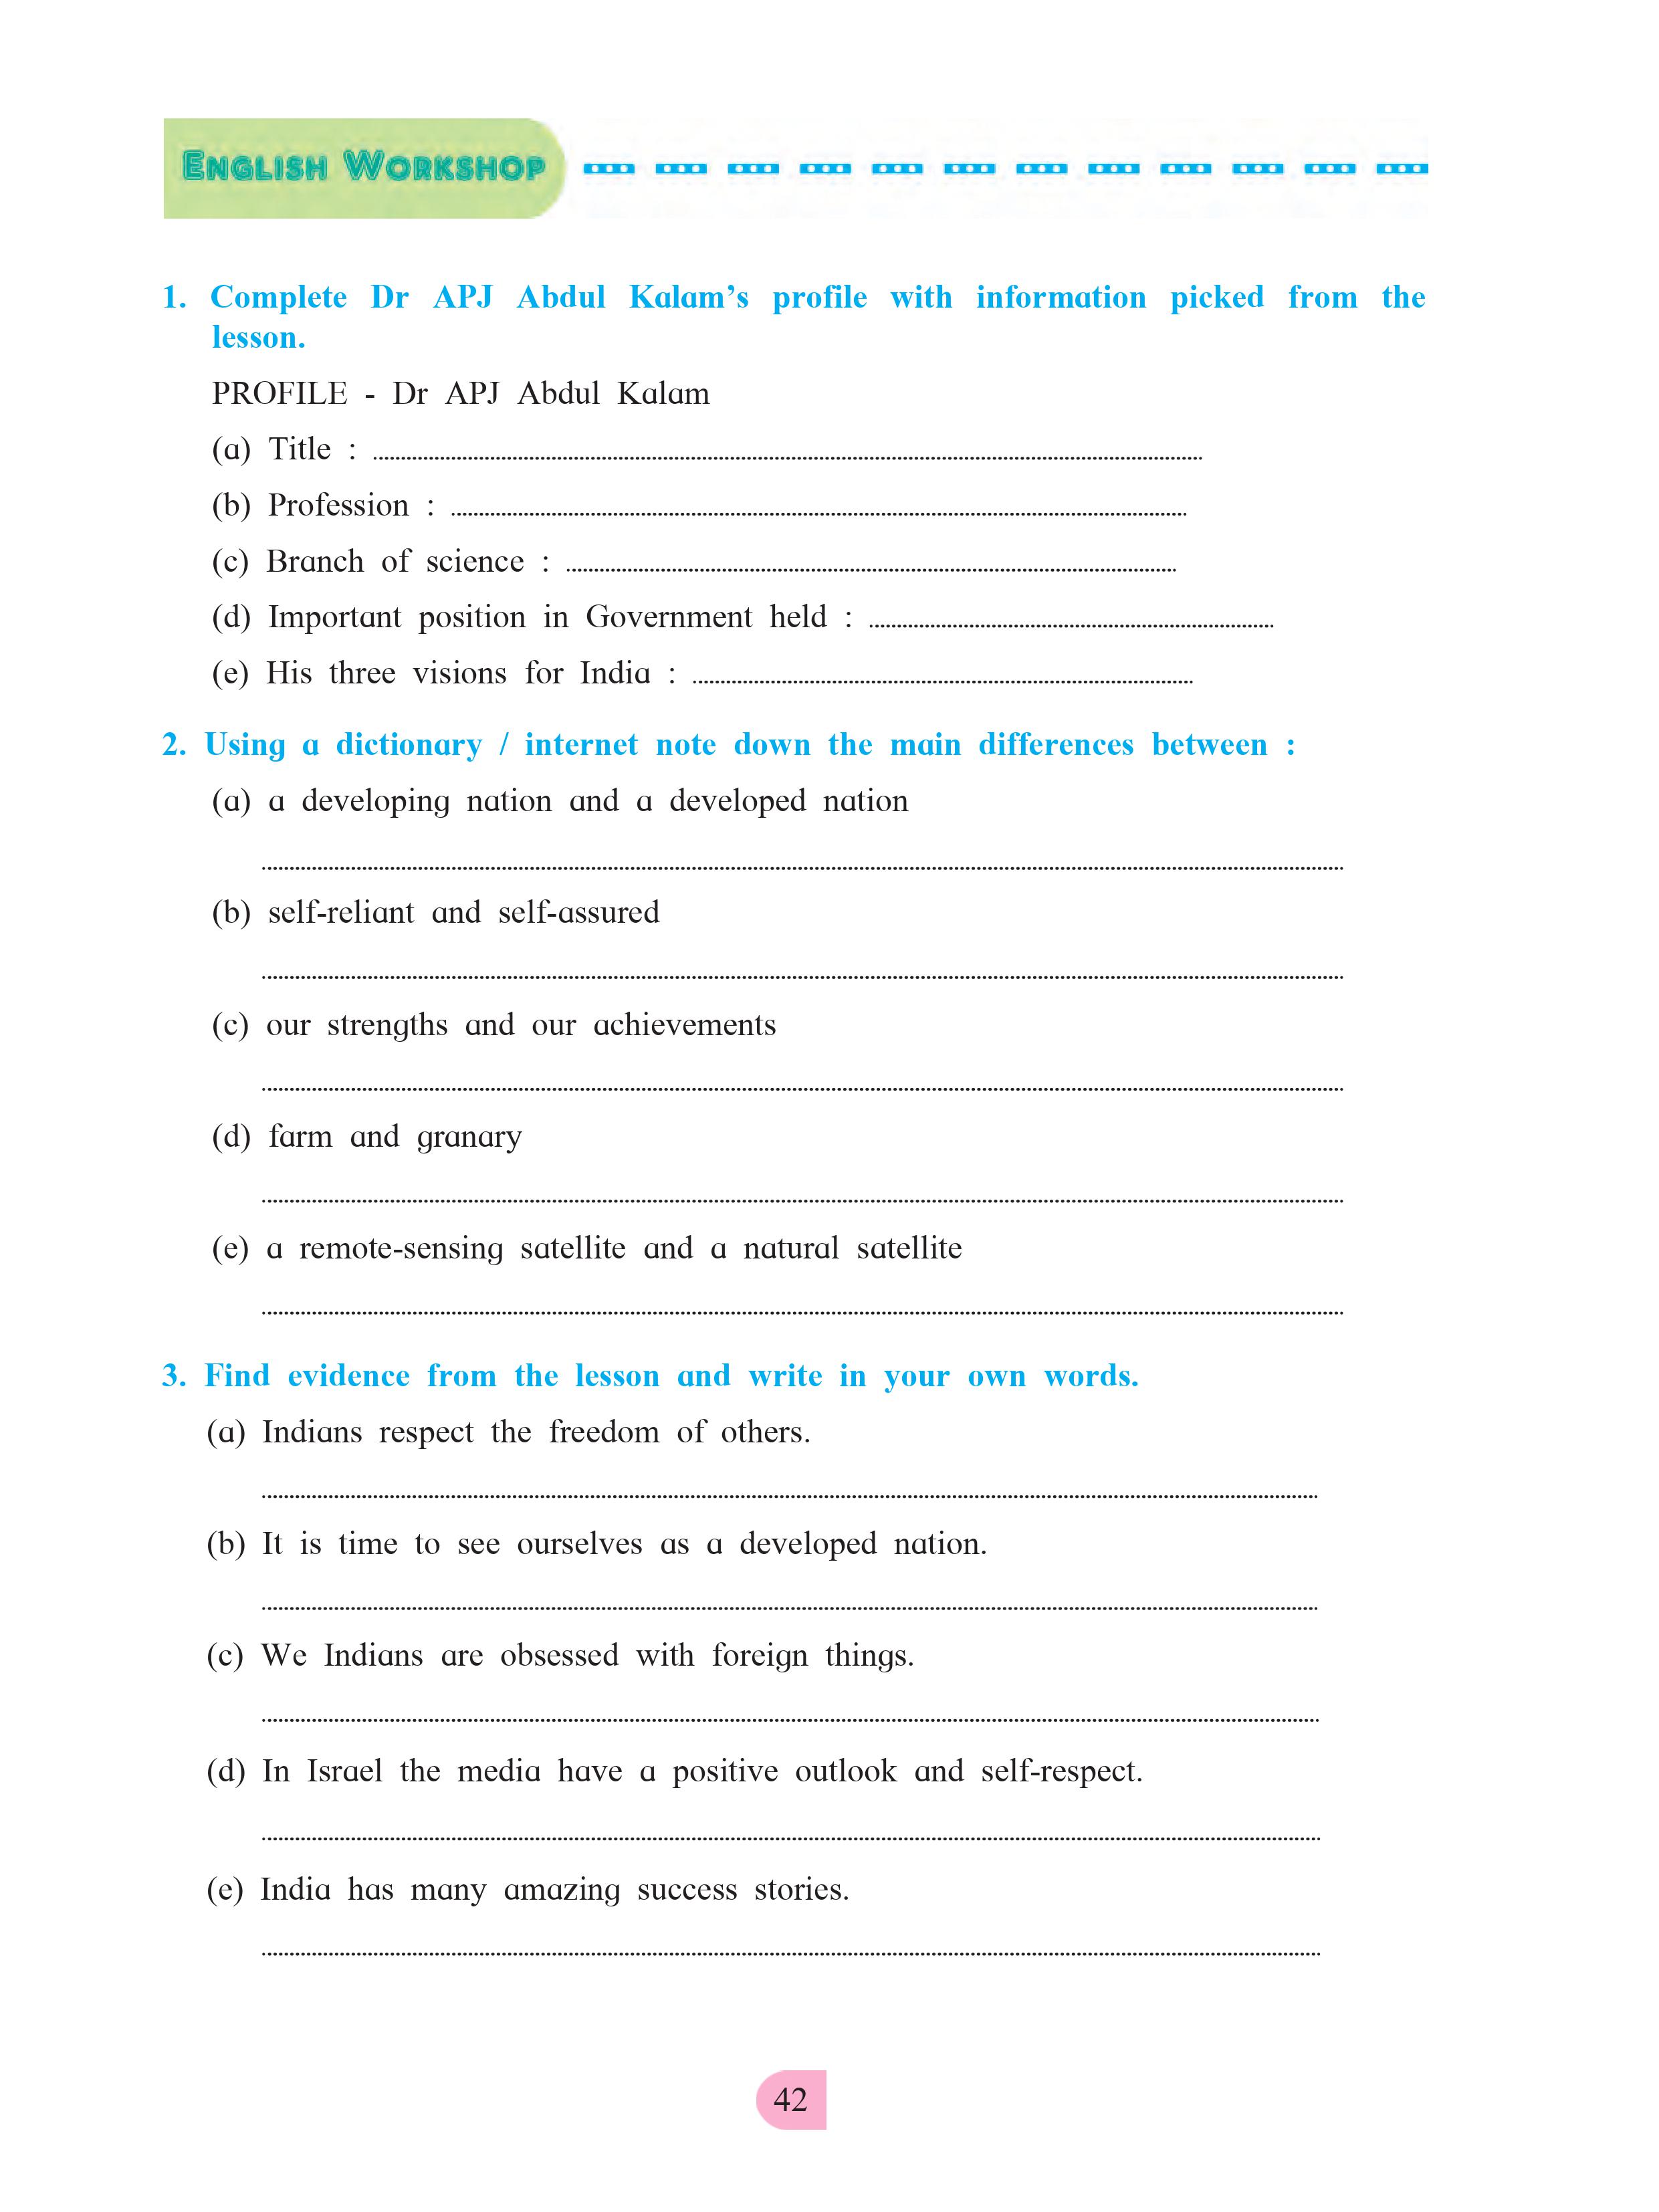 ENGLISH WORKSHOP
1. Complete Dr APJ Abdul Kalam's profile with information picked from the
lesson.
PROFILE - Dr APJ Abdul Kalam
(a) Title : ..........
(b) Profession : ..........
(c) Branch of science : ..........
(d) Important position in Government held : ..........
(e) His three visions for India : ..........
2. Using a dictionary / internet note down the main differences between :
(a) a developing nation and a developed nation
..........
(b) self-reliant and self-assured
..........
(c) our strengths and our achievements
..........
(d) farm and granary
..........
(e) a remote-sensing satellite and a natural satellite
..........
3. Find evidence from the lesson and write in your own words.
(a) Indians respect the freedom of others.
..........
(b) It is time to see ourselves as a developed nation.
..........
(c) We Indians are obsessed with foreign things.
..........
(d) In Israel the media have a positive outlook and self-respect.
..........
(e) India has many amazing success stories.
..........
42